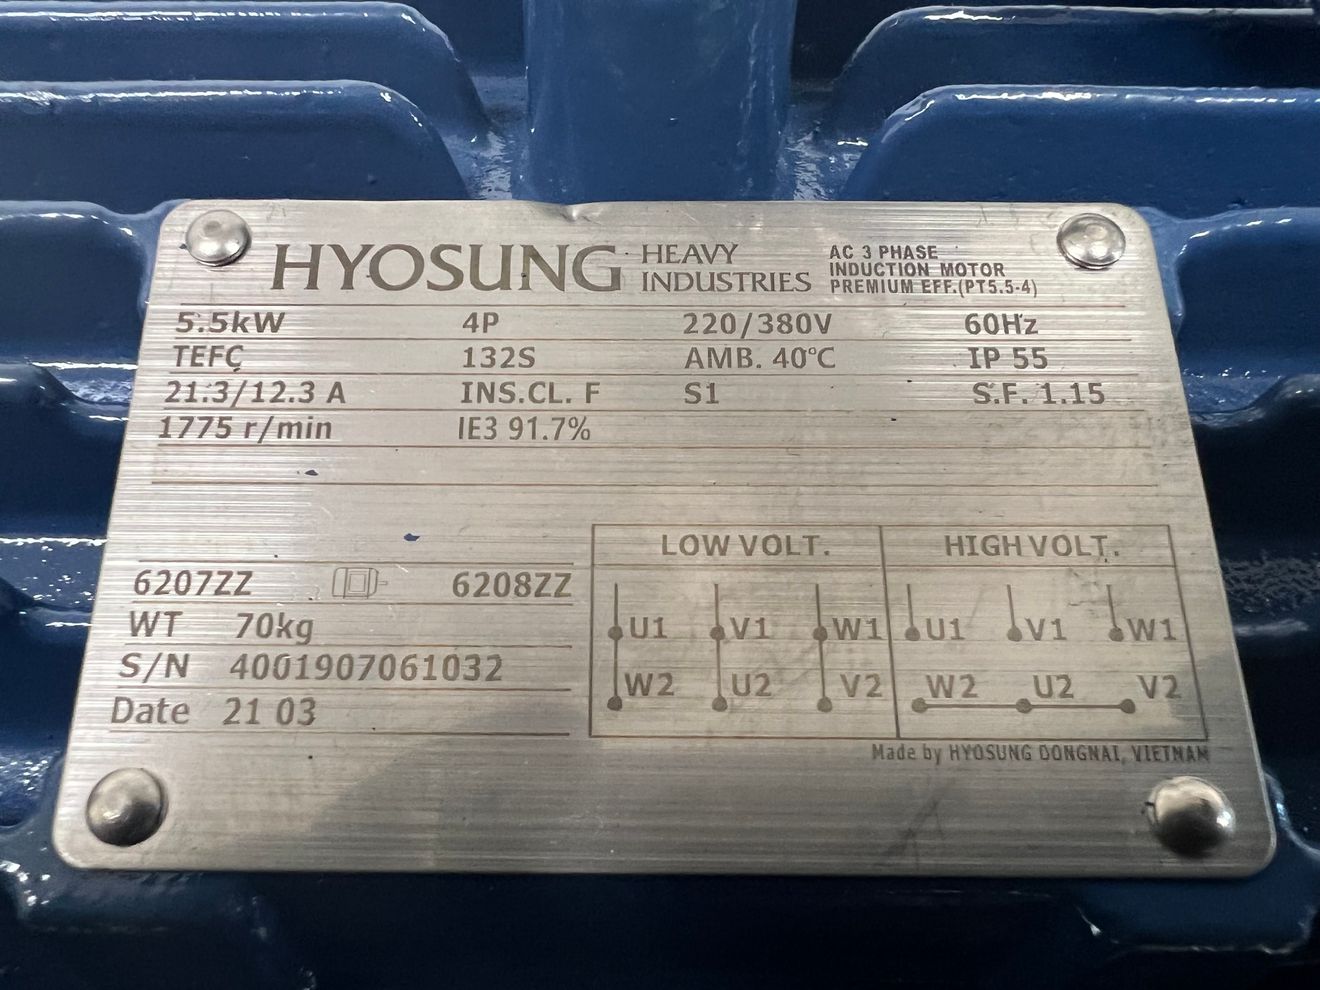 HYOSUNG HEAVY INDUSTRIES
AC 3 PHASE
INDUCTION MOTOR
PREMIUM EFF.(PT5.5-4)
5.5kW 4P 220/380V 60Hz
TEFC 132S AMB. 40°C IP 55
21.3/12.3 A INS.CL. F S1 S.F. 1.15
1775 r/min IE3 91.7%
6207ZZ 6208ZZ
WT 70kg
S/N 4001907061032
Date 21 03
LOW VOLT. HIGH VOLT.
U1 V1 W1 U1 V1 W1
W2 U2 V2 W2 U2 V2
Made by HYOSUNG DONGNAI, VIETNAM